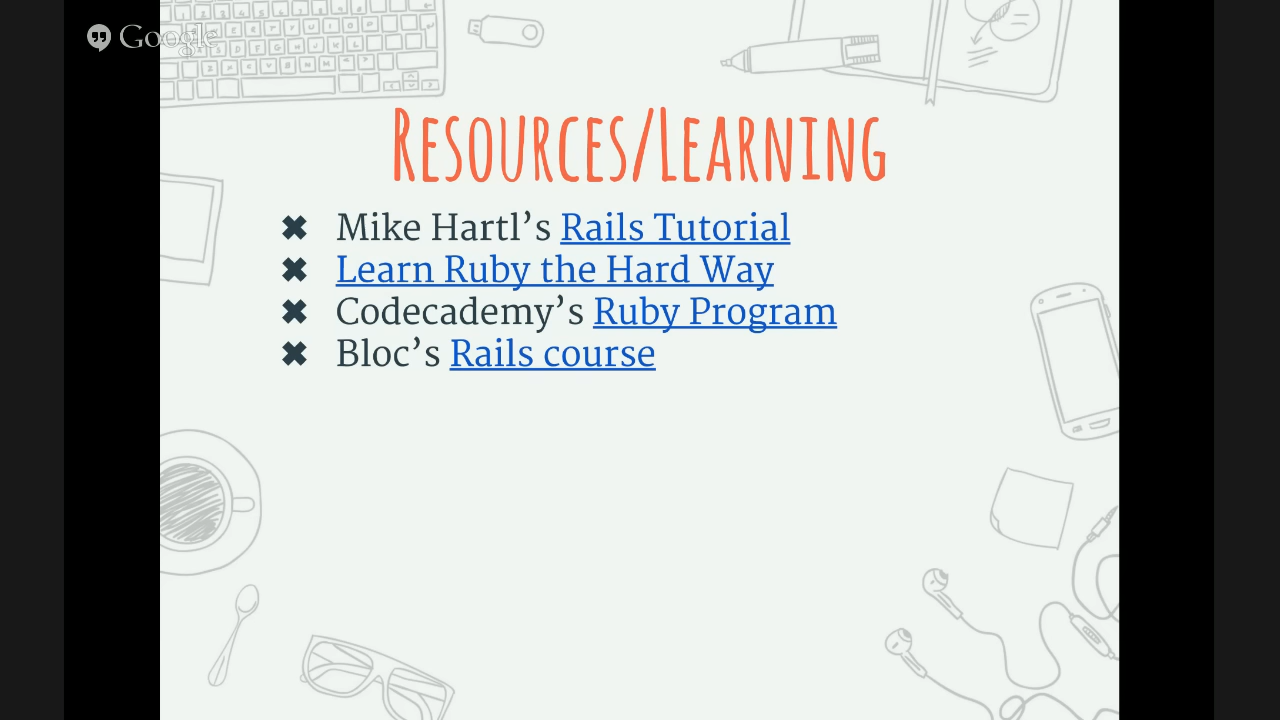 Google
Resources/Learning
✖ Mike Hartl’s Rails Tutorial
✖ Learn Ruby the Hard Way
✖ Codecademy’s Ruby Program
✖ Bloc’s Rails course